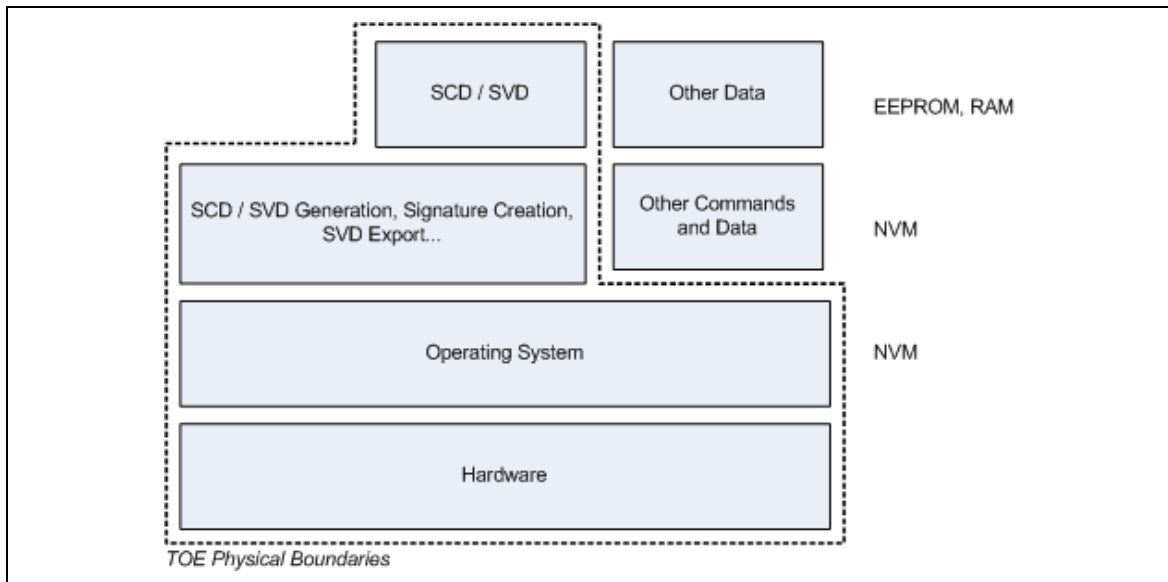 SCD / SVD
Other Data
EEPROM, RAM
SCD / SVD Generation, Signature Creation,
SVD Export...
Other Commands
and Data
NVM
Operating System
NVM
Hardware
TOE Physical Boundaries